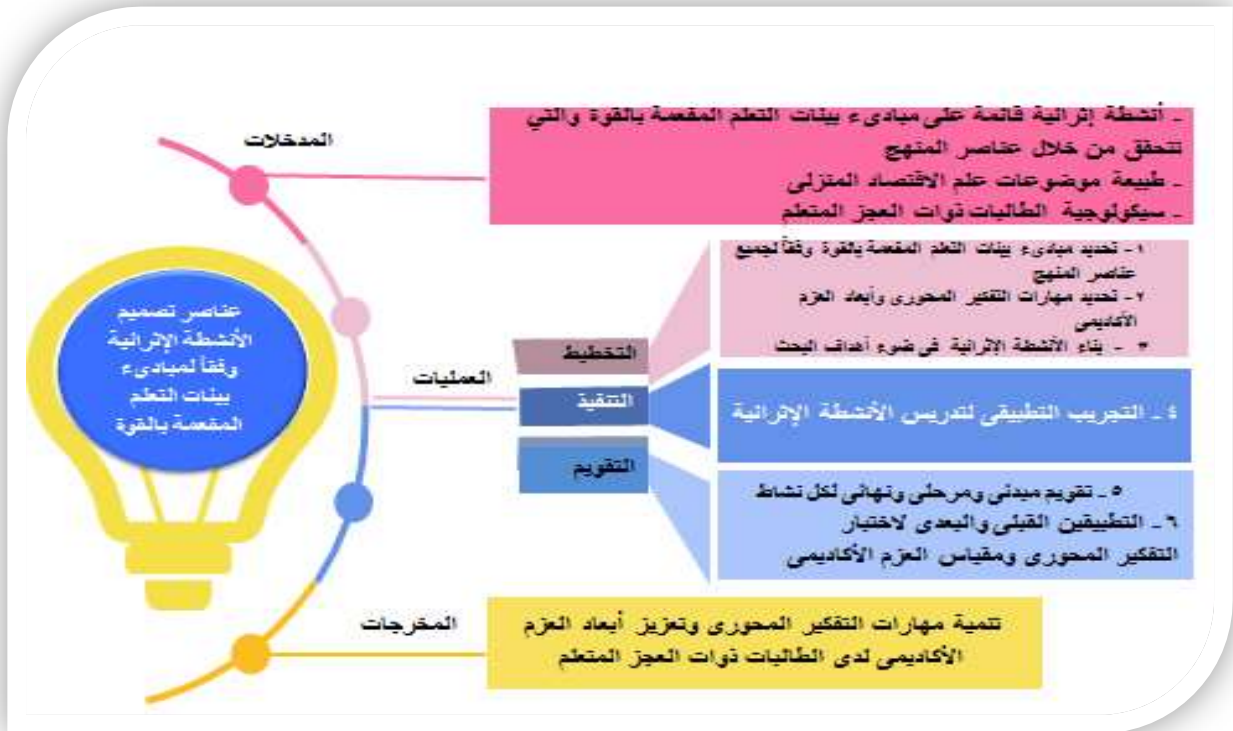 المدخلات
- أنشطة إثرائية قائمة على مبادىء بيئات التعلم المفعمة بالقوة والتي
تتحقق من خلال عناصر المنهج
- طبيعة موضوعات علم الاقتصاد المنزلى
- سيكولوجية الطالبات ذوات العجز المتعلم
عناصر تصميم
الأنشطة الإثرائية
وفقاً لمبادىء
بيئات التعلم
المفعمة بالقوة
العمليات
التخطيط
١- تحديد مبادىء بيئات التعلم المفعمة بالقوة وفقاً لجميع
عناصر المنهج
٢- تحديد مهارات التفكير المحورى وأبعاد العزم
الأكاديمى
٣ - بناء الأنشطة الإثرائية فى ضوء أهداف البحث
التنفيذ
٤- التجريب التطبيقى لتدريس الأنشطة الإثرائية
التقويم
٥- تقويم مبدئى ومرحلى ونهائى لكل نشاط
٦- التطبيقين القبلى والبعدى لاختبار
التفكير المحورى ومقياس العزم الأكاديمى
المخرجات
تنمية مهارات التفكير المحورى وتعزيز أبعاد العزم
الأكاديمى لدى الطالبات ذوات العجز المتعلم